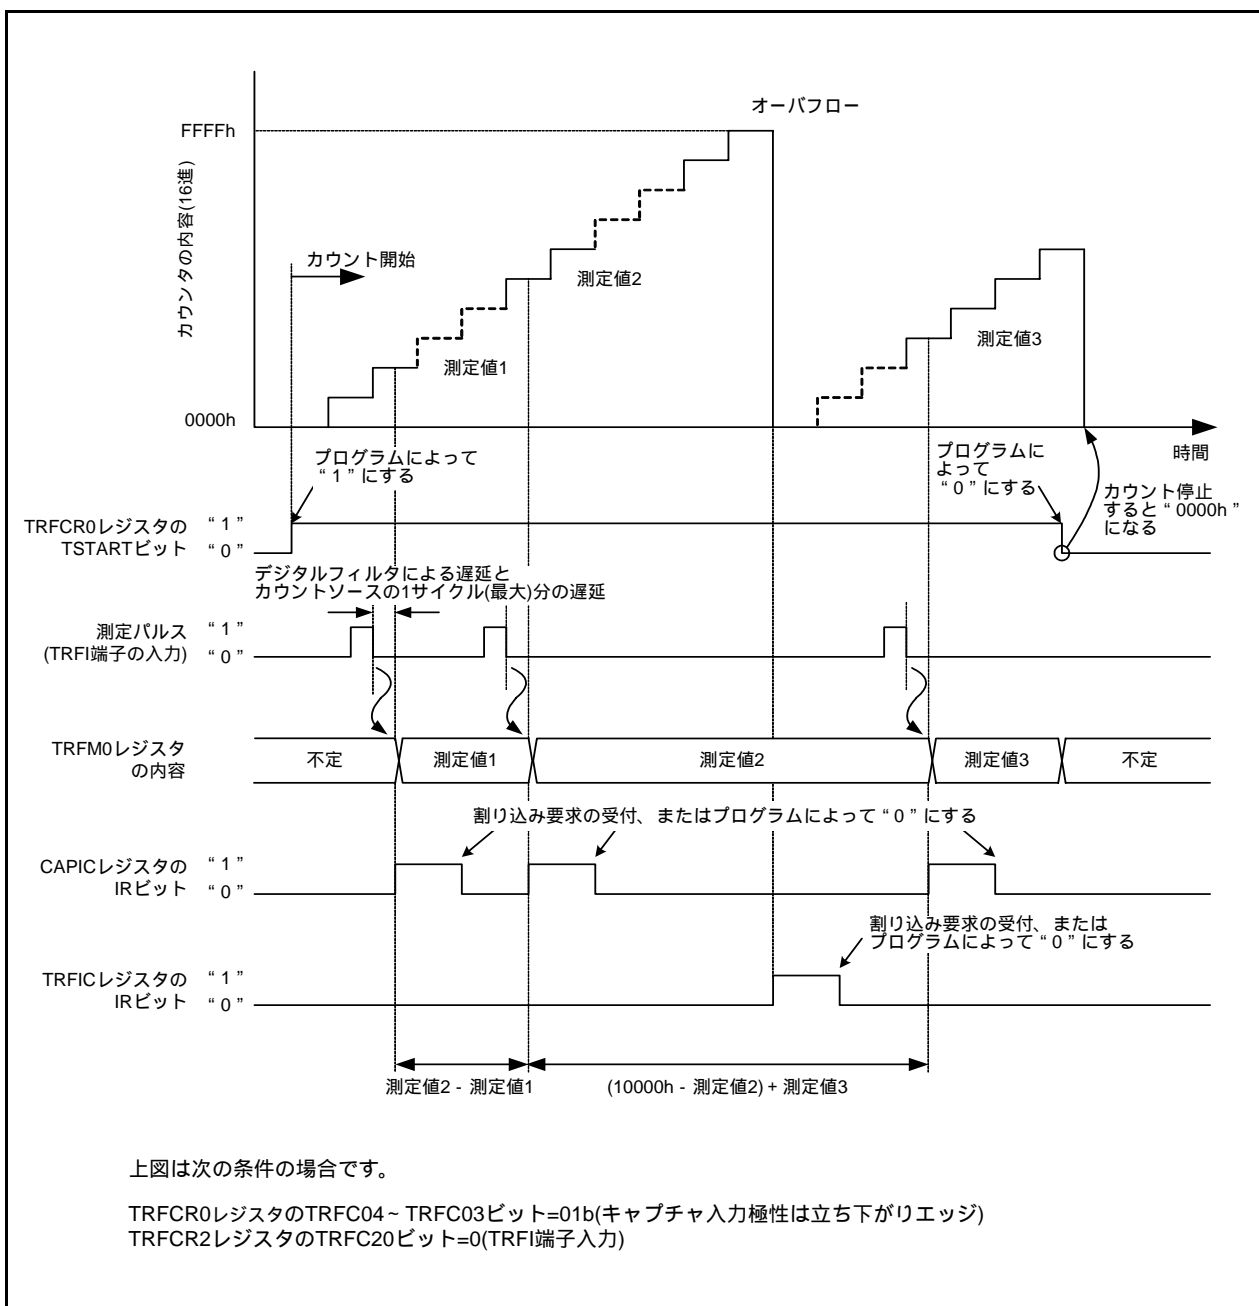 オーバフロー
FFFFh
カウンタの内容(16進)
カウント開始
測定値2
測定値1
測定値3
0000h
時間
プログラムによって
“1”にする
プログラムに
よって
“0”にする
カウント停止
すると“0000h”
になる
TRFCR0レジスタの
TSTARTビット
“1”
“0”
デジタルフィルタによる遅延と
カウントソースの1サイクル(最大)分の遅延
測定パルス
(TRFI端子の入力)
“1”
“0”
TRFM0レジスタ
の内容
不定
測定値1
測定値2
測定値3
不定
割り込み要求の受付、またはプログラムによって“0”にする
CAPICレジスタの
IRビット
“1”
“0”
割り込み要求の受付、または
プログラムによって“0”にする
TRFICレジスタの
IRビット
“1”
“0”
測定値2 - 測定値1
(10000h - 測定値2) + 測定値3
上図は次の条件の場合です。
TRFCR0レジスタのTRFC04~TRFC03ビット=01b(キャプチャ入力極性は立ち下がりエッジ)
TRFCR2レジスタのTRFC20ビット=0(TRFI端子入力)